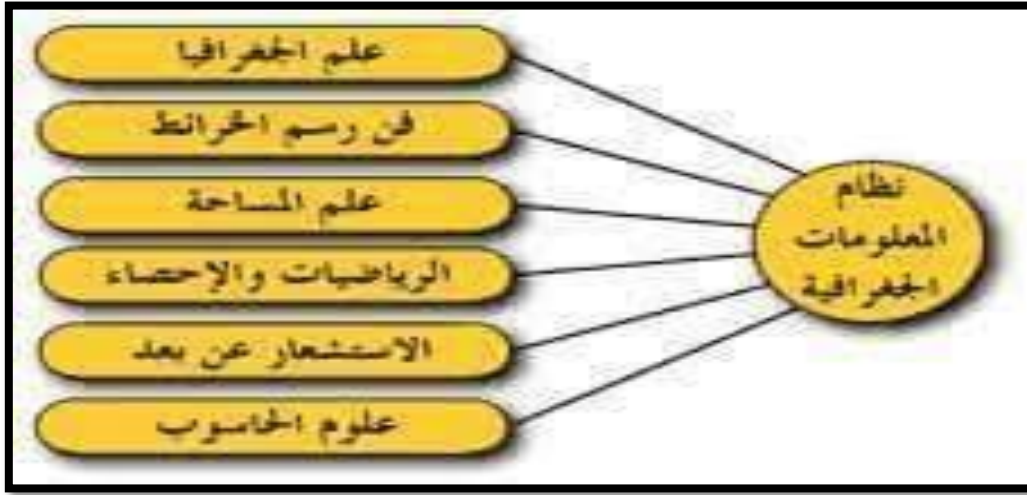 علم الجغرافيا
فن رسم الخرائط
علم المساحة
الرياضيات والإحصاء
الاستشعار عن بعد
علوم الحاسوب
نظام
المعلومات
الجغرافية